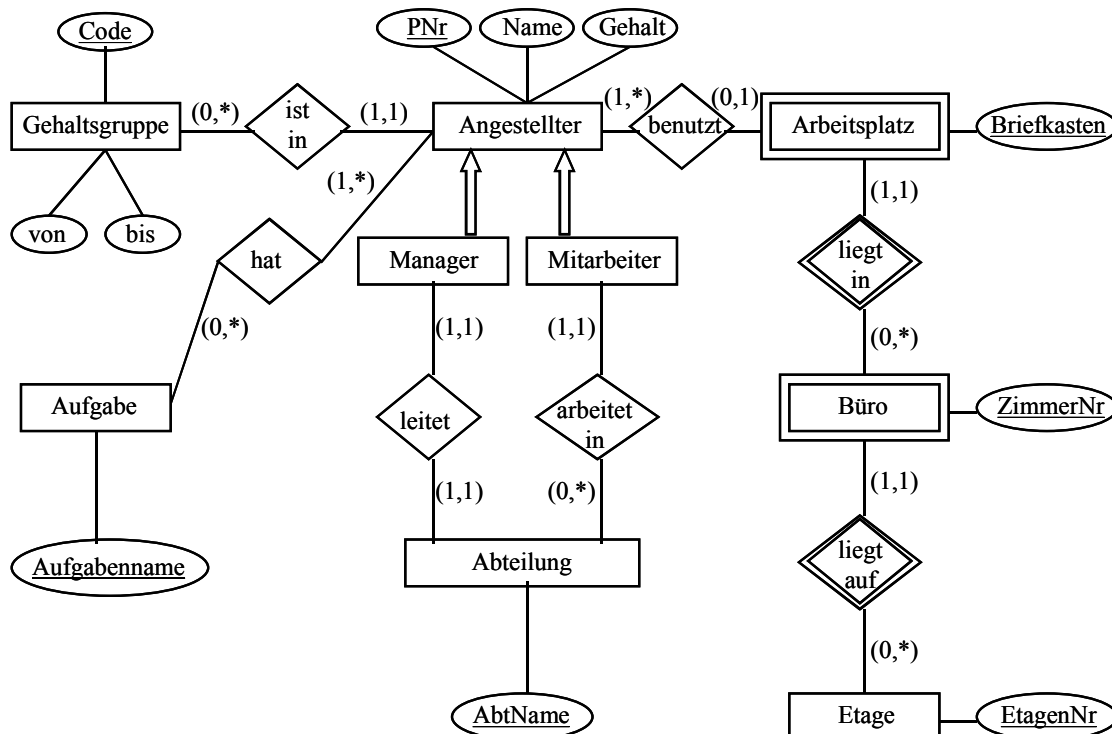 Code
PNr
Name
Gehalt
Gehaltsgruppe
(0,*)
ist
in
(1,1)
Angestellter
(1,*)
benutzt
(0,1)
Arbeitsplatz
Briefkasten
von
bis
(1,*)
hat
(0,*)
Manager
Mitarbeiter
(1,1)
liegt
in
(0,*)
(1,1)
(1,1)
Aufgabe
leitet
arbeitet
in
Büro
ZimmerNr
(1,1)
(0,*)
(1,1)
Aufgabenname
Abteilung
liegt
auf
(0,*)
AbtName
Etage
EtagenNr